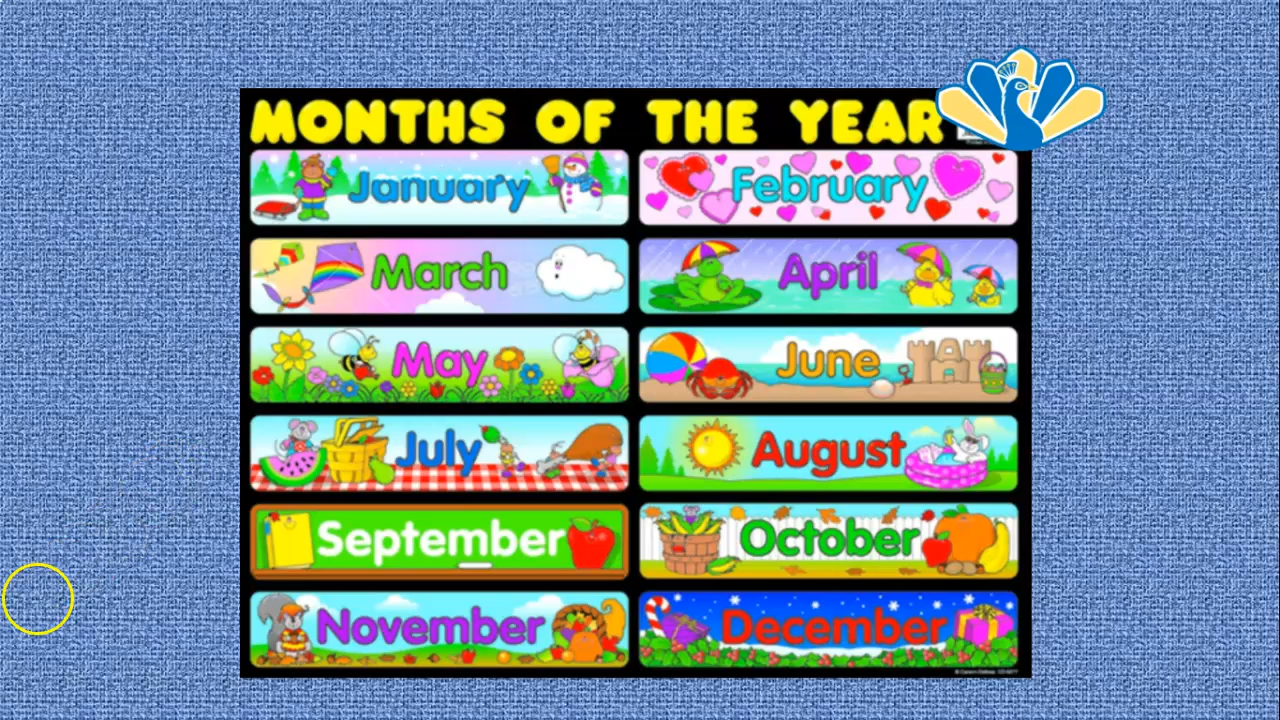 MONTHS OF THE YEAR
January
February
March
April
May
June
July
August
September
October
November
December